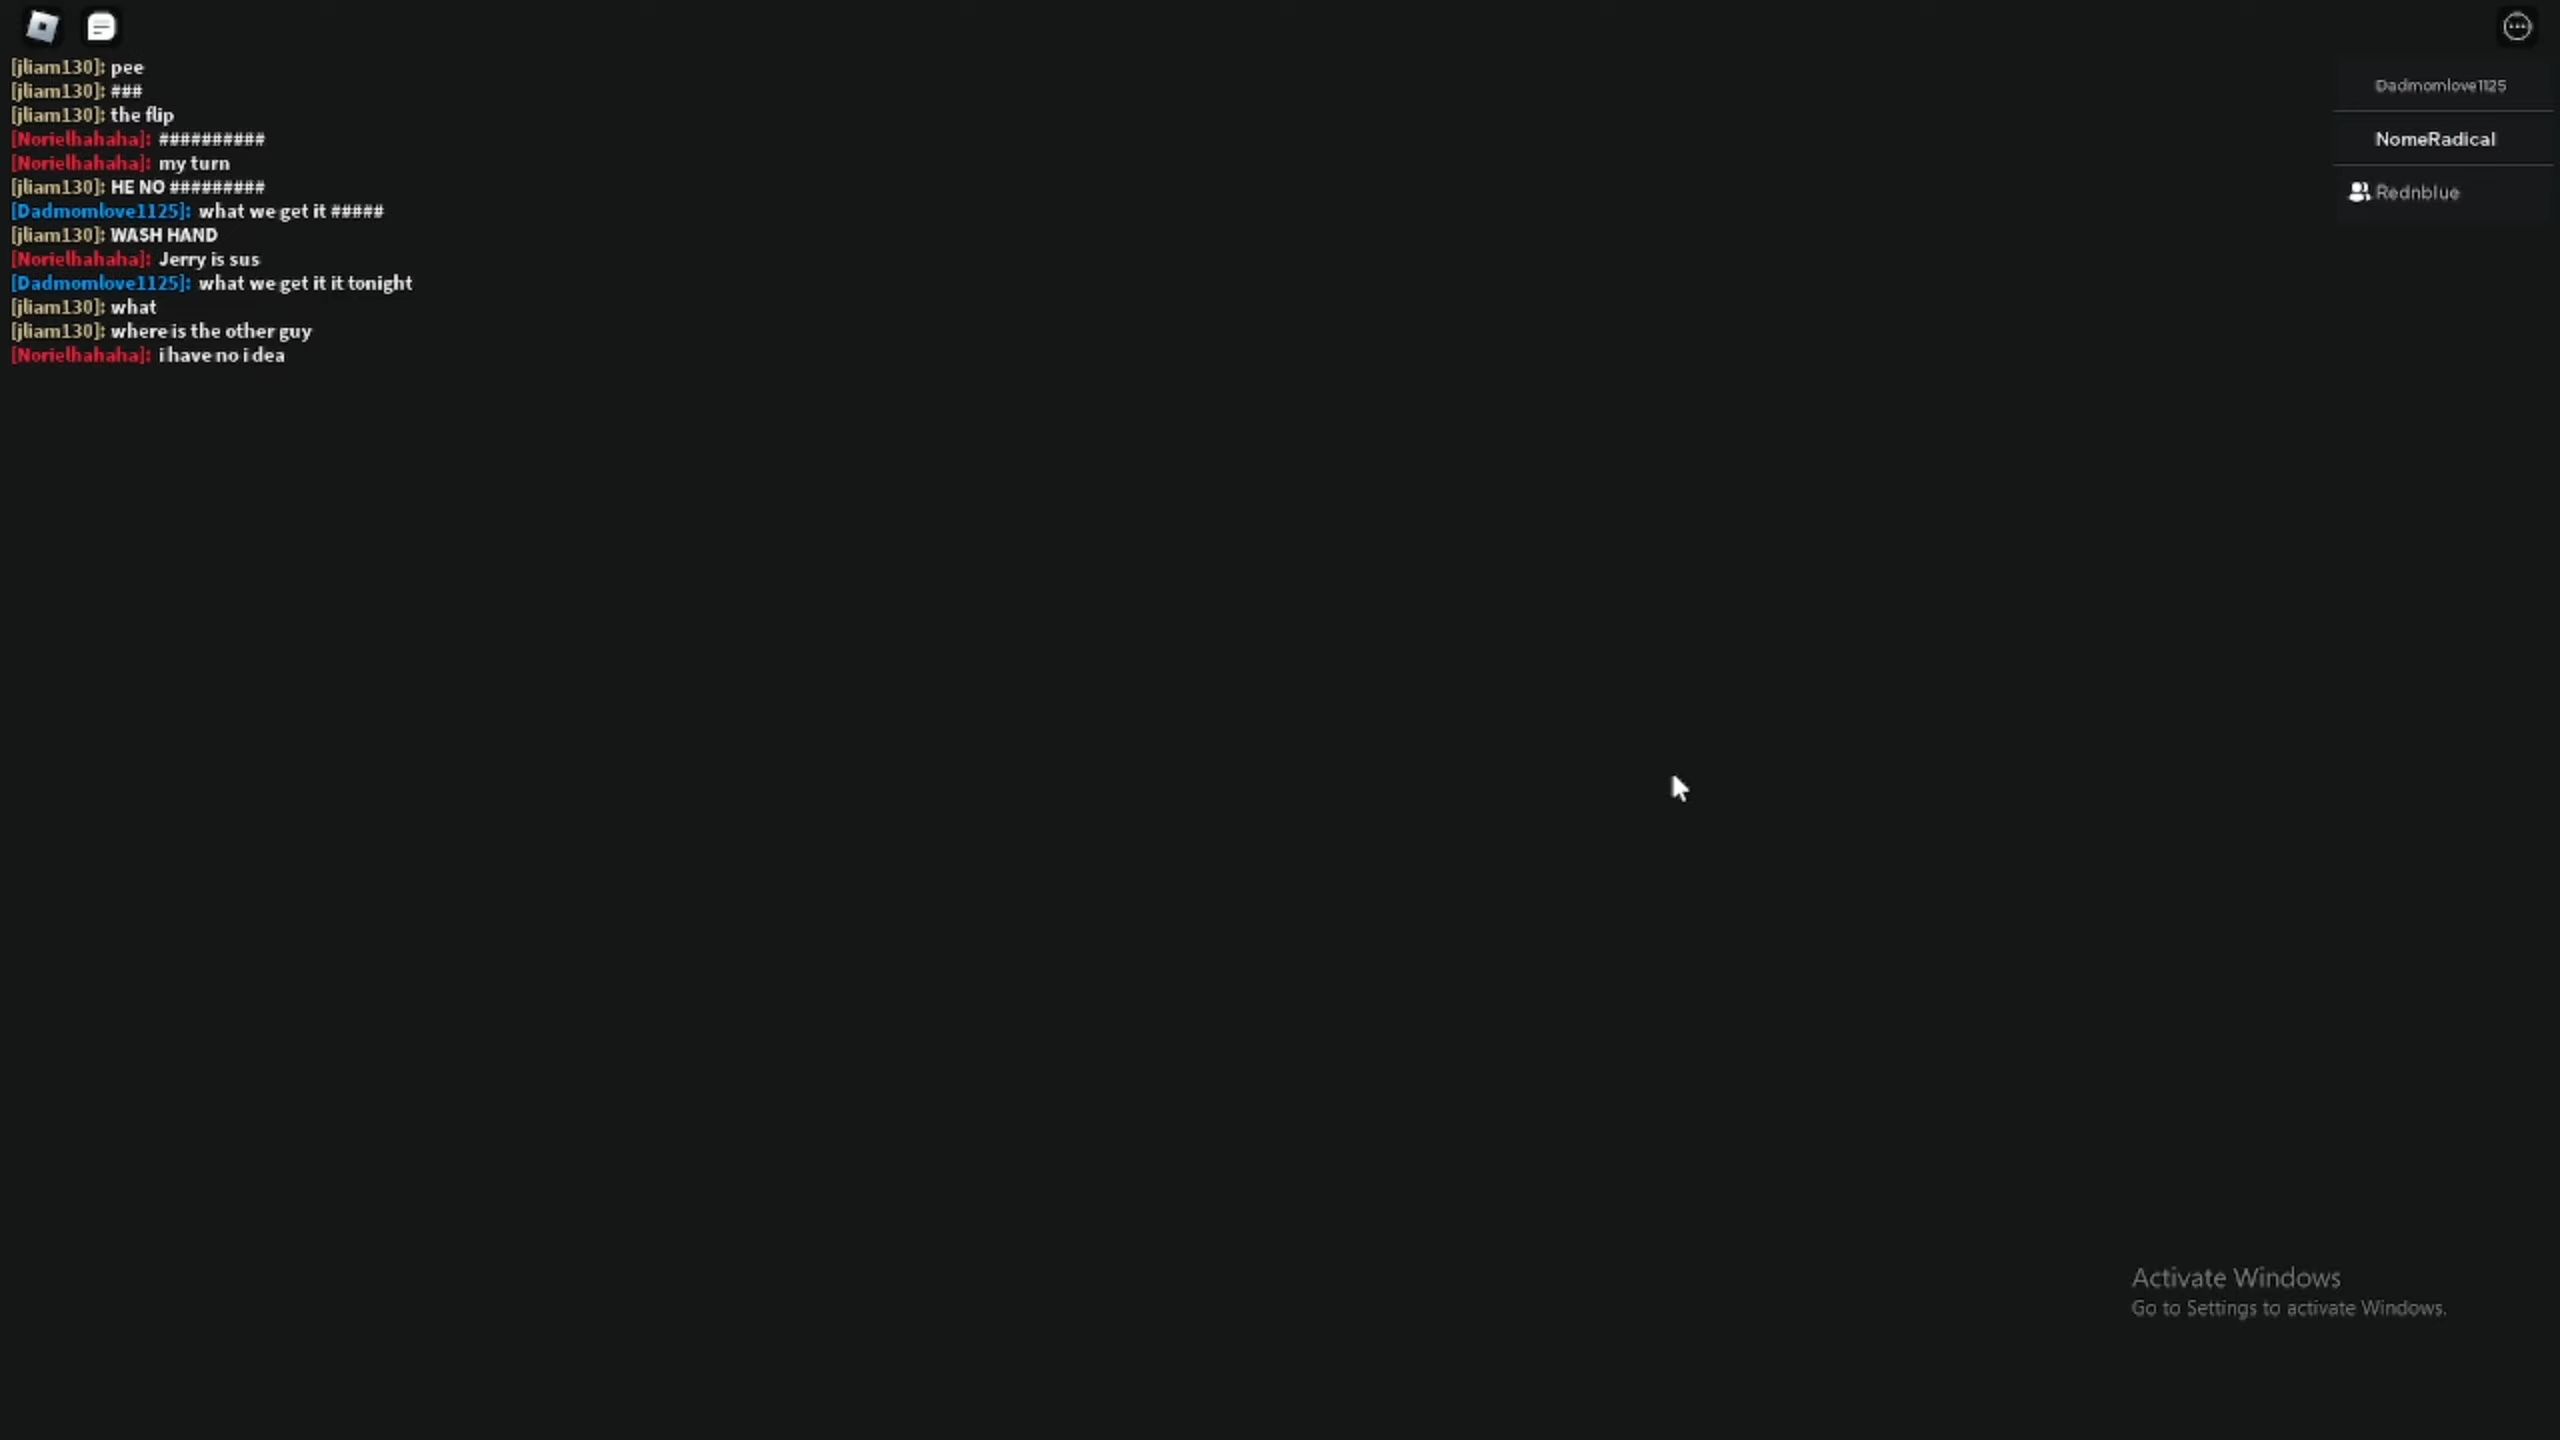 [jliam130]: pee
[jliam130]: ###
[jliam130]: the flip
[Norielhahaha]: ##########
[Norielhahaha]: my turn
[jliam130]: HE NO #########
[Dadmomlove1125]: what we get it #####
[jliam130]: WASH HAND
[Norielhahaha]: Jerry is sus
[Dadmomlove1125]: what we get it it tonight
[jliam130]: what
[jliam130]: where is the other guy
[Norielhahaha]: i have no i dea
Dadmomlove1125
NomeRadical
Rednblue
Activate Windows
Go to Settings to activate Windows.